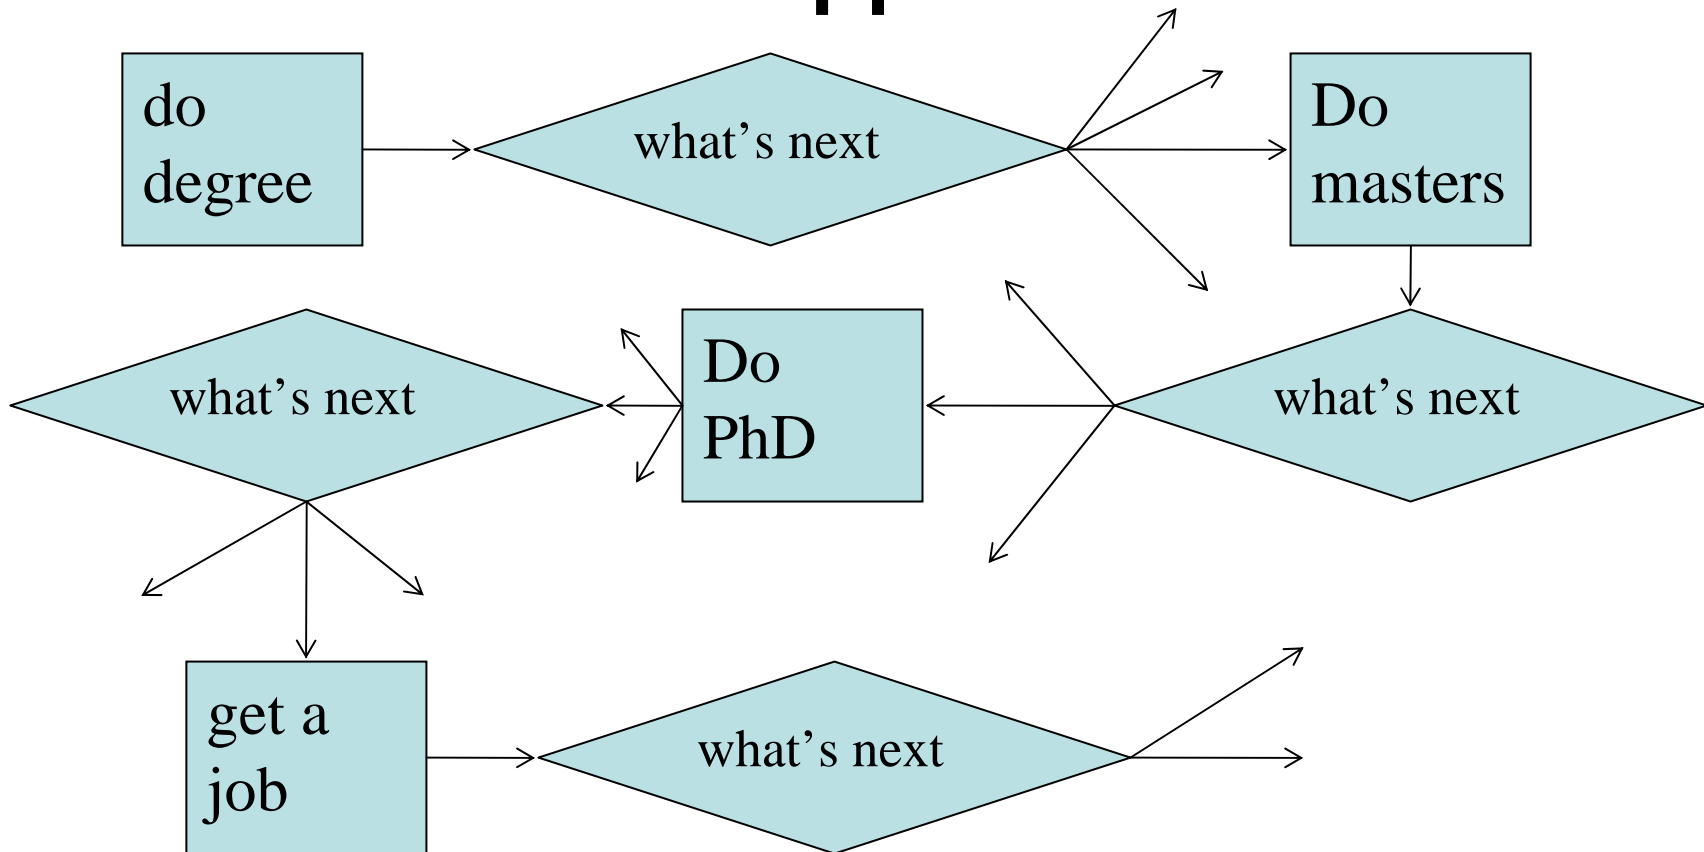 do
degree
what's next
Do
masters
what's next
Do
PhD
what's next
get a
job
what's next